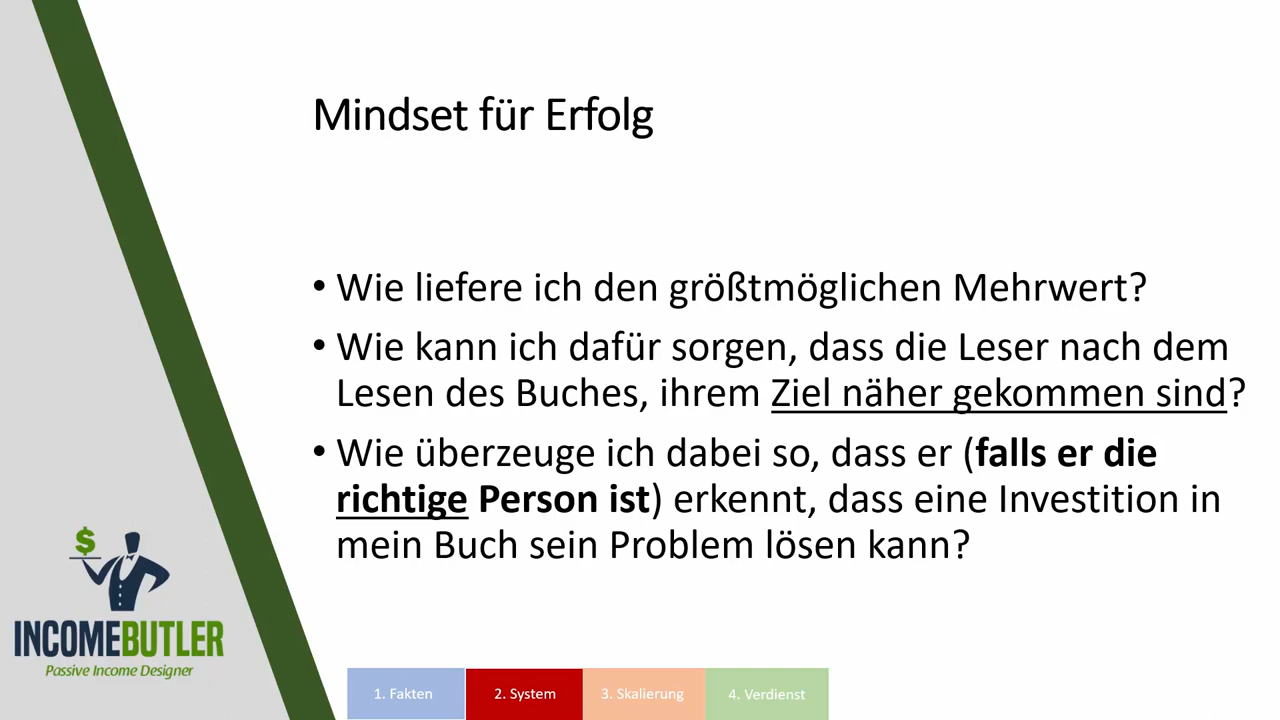 Mindset für Erfolg
• Wie liefere ich den größtmöglichen Mehrwert?
• Wie kann ich dafür sorgen, dass die Leser nach dem
Lesen des Buches, ihrem Ziel näher gekommen sind?
• Wie überzeuge ich dabei so, dass er (falls er die
richtige Person ist) erkennt, dass eine Investition in
mein Buch sein Problem lösen kann?
$
INCOMEBUTLER
Passive Income Designer
1. Fakten
2. System
3. Skalierung
4. Verdienst